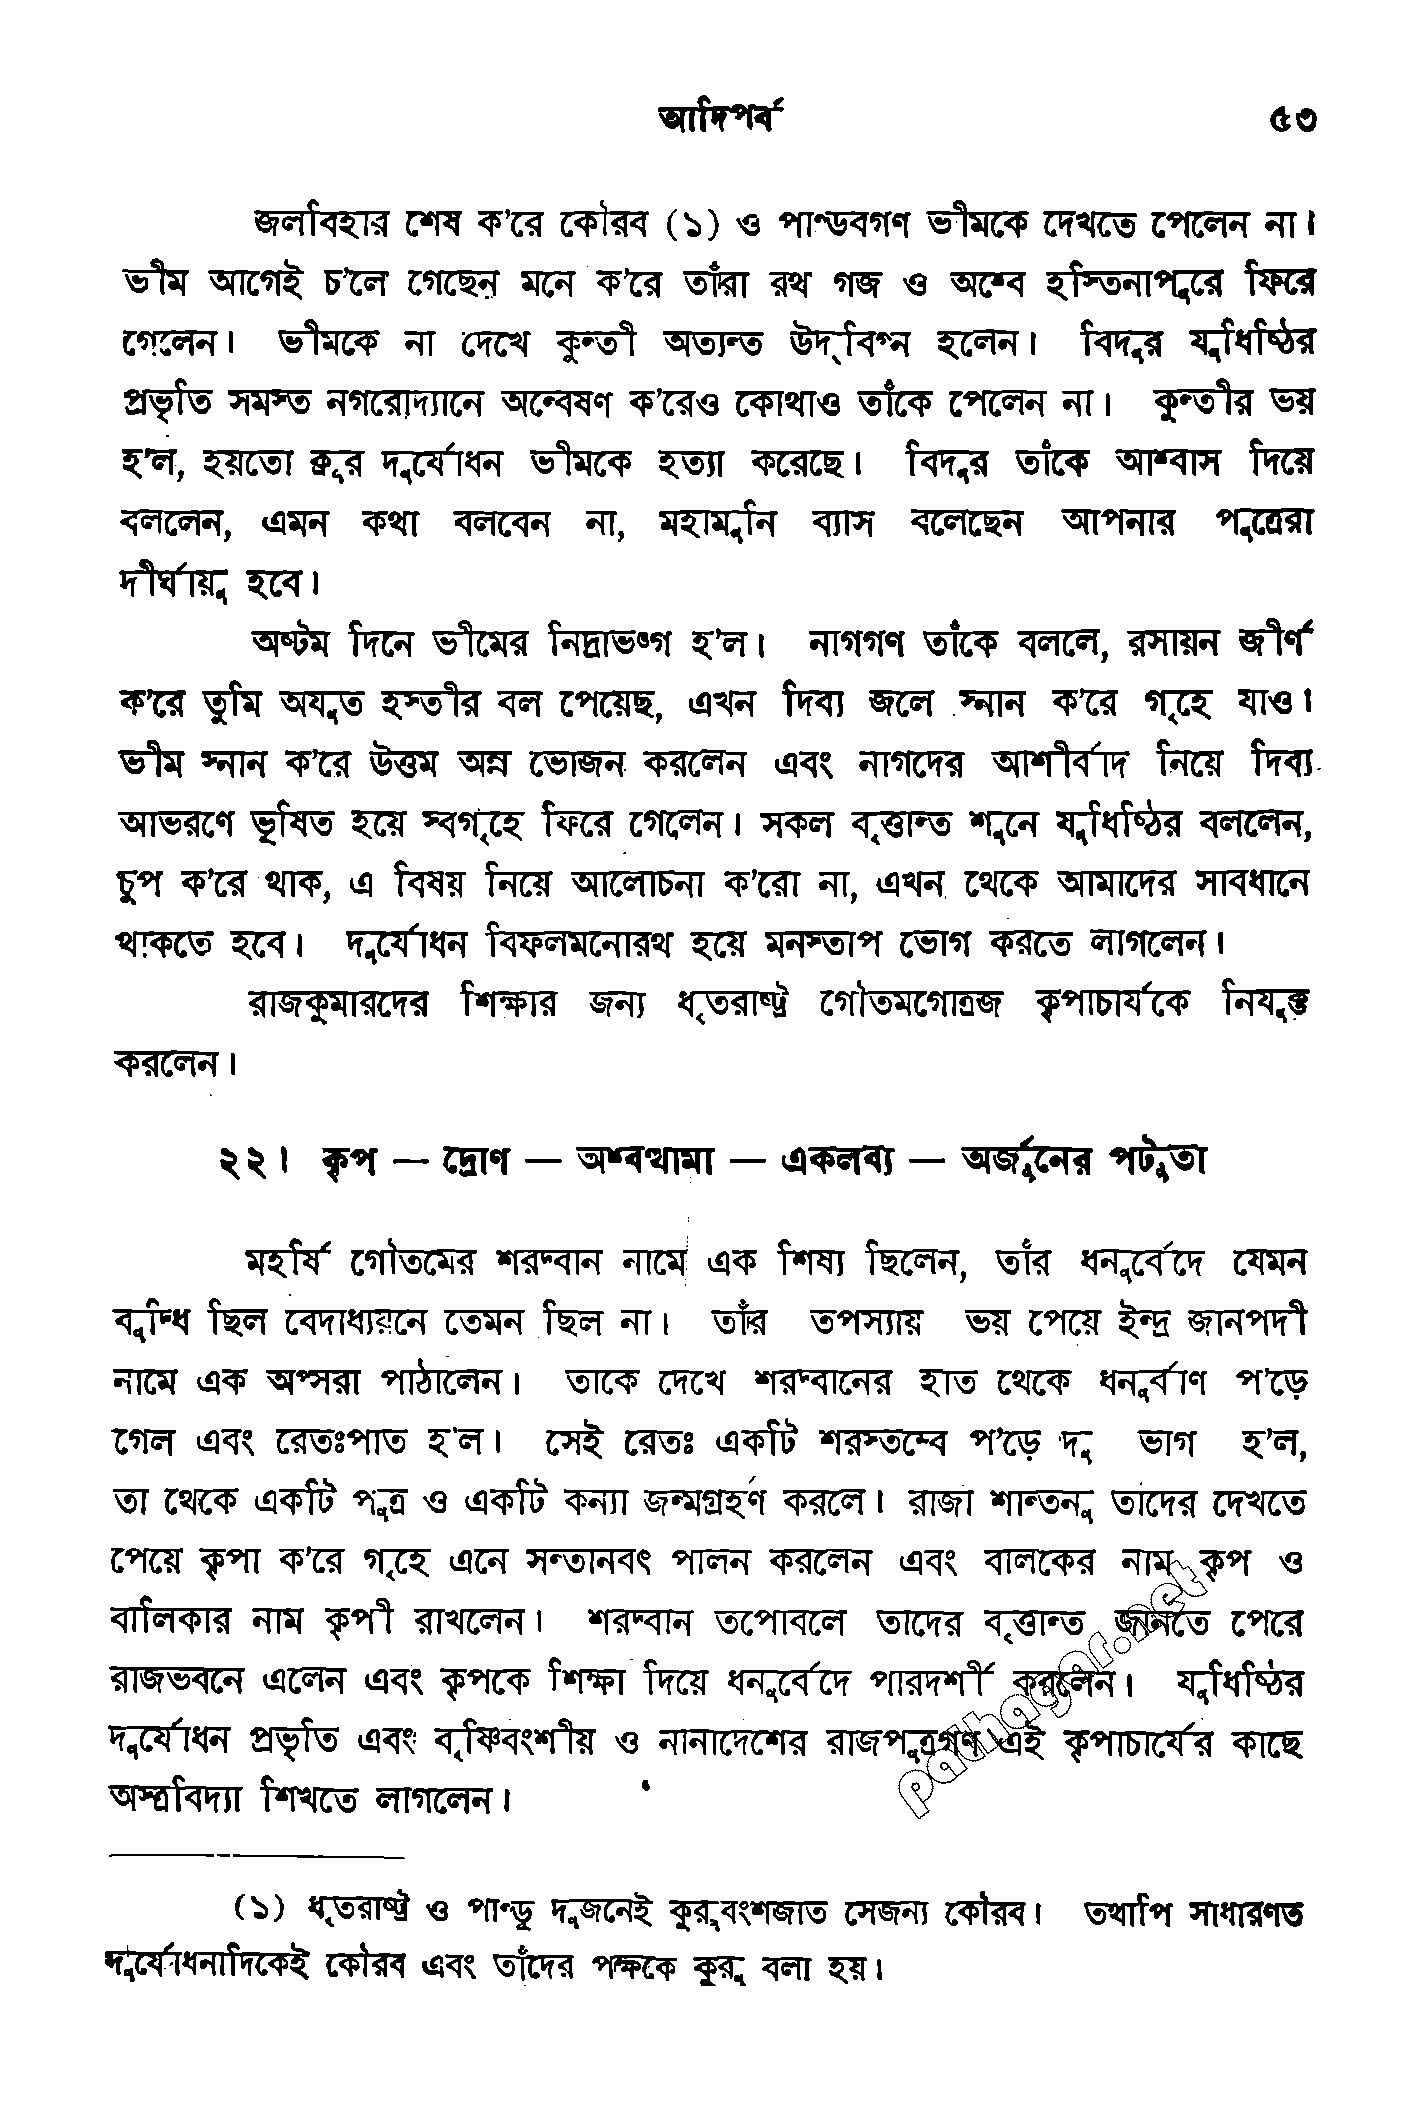 আদিপর্ব ৫৩
জলবিহার শেষ ক'রে কৌরব (১) ও পাণ্ডবগণ ভীমকে দেখতে পেলেন না।
ভীম আগেই চ'লে গেছেন মনে ক'রে তাঁরা রথ গজ ও অশ্বে হস্তিনাপুরে ফিরে
গেলেন। ভীমকে না দেখে কুন্তী অত্যন্ত উদ্‌বিগ্ন হলেন। বিদুর যুধিষ্ঠির
প্রভৃতি সমস্ত নগরোদ্যানে অন্বেষণ ক'রেও কোথাও তাঁকে পেলেন না। কুন্তীর ভয়
হ'ল, হয়তো ক্রূর দুর্যোধন ভীমকে হত্যা করেছে। বিদুর তাঁকে আশ্বাস দিয়ে
বললেন, এমন কথা বলবেন না, মহামুনি ব্যাস বলেছেন আপনার পুত্রেরা
দীর্ঘায়ু হবে।
অষ্টম দিনে ভীমের নিদ্রাভঙ্গ হ'ল। নাগগণ তাঁকে বললে, রসায়ন জীর্ণ
ক'রে তুমি অযুত হস্তীর বল পেয়েছ, এখন দিব্য জলে স্নান ক'রে গৃহে যাও।
ভীম স্নান ক'রে উত্তম অন্ন ভোজন করলেন এবং নাগদের আশীর্বাদ নিয়ে দিব্য
আভরণে ভূষিত হয়ে স্বগৃহে ফিরে গেলেন। সকল বৃত্তান্ত শুনে যুধিষ্ঠির বললেন,
চুপ ক'রে থাক, এ বিষয় নিয়ে আলোচনা ক'রো না, এখন থেকে আমাদের সাবধানে
থাকতে হবে। দুর্যোধন বিফলমনোরথ হয়ে মনস্তাপ ভোগ করতে লাগলেন।
রাজকুমারদের শিক্ষার জন্য ধৃতরাষ্ট্র গৌতমগোত্রজ কৃপাচার্যকে নিযুক্ত
করলেন।
২২। কৃপ — দ্রোণ — অশ্বত্থামা — একলব্য — অর্জুনের পটুতা
মহর্ষি গৌতমের শরদ্বান নামে এক শিষ্য ছিলেন, তাঁর ধনুর্বেদে যেমন
বুদ্ধি ছিল বেদাধ্যয়নে তেমন ছিল না। তাঁর তপস্যায় ভয় পেয়ে ইন্দ্র জানপদী
নামে এক অপ্সরা পাঠালেন। তাকে দেখে শরদ্বানের হাত থেকে ধনুর্বাণ প'ড়ে
গেল এবং রেতঃপাত হ'ল। সেই রেতঃ একটি শরস্তম্বে প'ড়ে দু ভাগ হ'ল,
তা থেকে একটি পুত্র ও একটি কন্যা জন্মগ্রহণ করলে। রাজা শান্তনু তাদের দেখতে
পেয়ে কৃপা ক'রে গৃহে এনে সন্তানবৎ পালন করলেন এবং বালকের নাম কৃপ ও
বালিকার নাম কৃপী রাখলেন। শরদ্বান তপোবলে তাদের বৃত্তান্ত জানতে পেরে
রাজভবনে এলেন এবং কৃপকে শিক্ষা দিয়ে ধনুর্বেদে পারদর্শী করলেন। যুধিষ্ঠির
দুর্যোধন প্রভৃতি এবং বৃষ্ণিবংশীয় ও নানাদেশের রাজপুত্রগণ এই কৃপাচার্যের কাছে
অস্ত্রবিদ্যা শিখতে লাগলেন।
pathagar.net
(১) ধৃতরাষ্ট্র ও পাণ্ডু দুজনেই কুরুবংশজাত সেজন্য কৌরব। তথাপি সাধারণত
দুর্যোধনাদিকেই কৌরব এবং তাঁদের পক্ষকে কুরু বলা হয়।